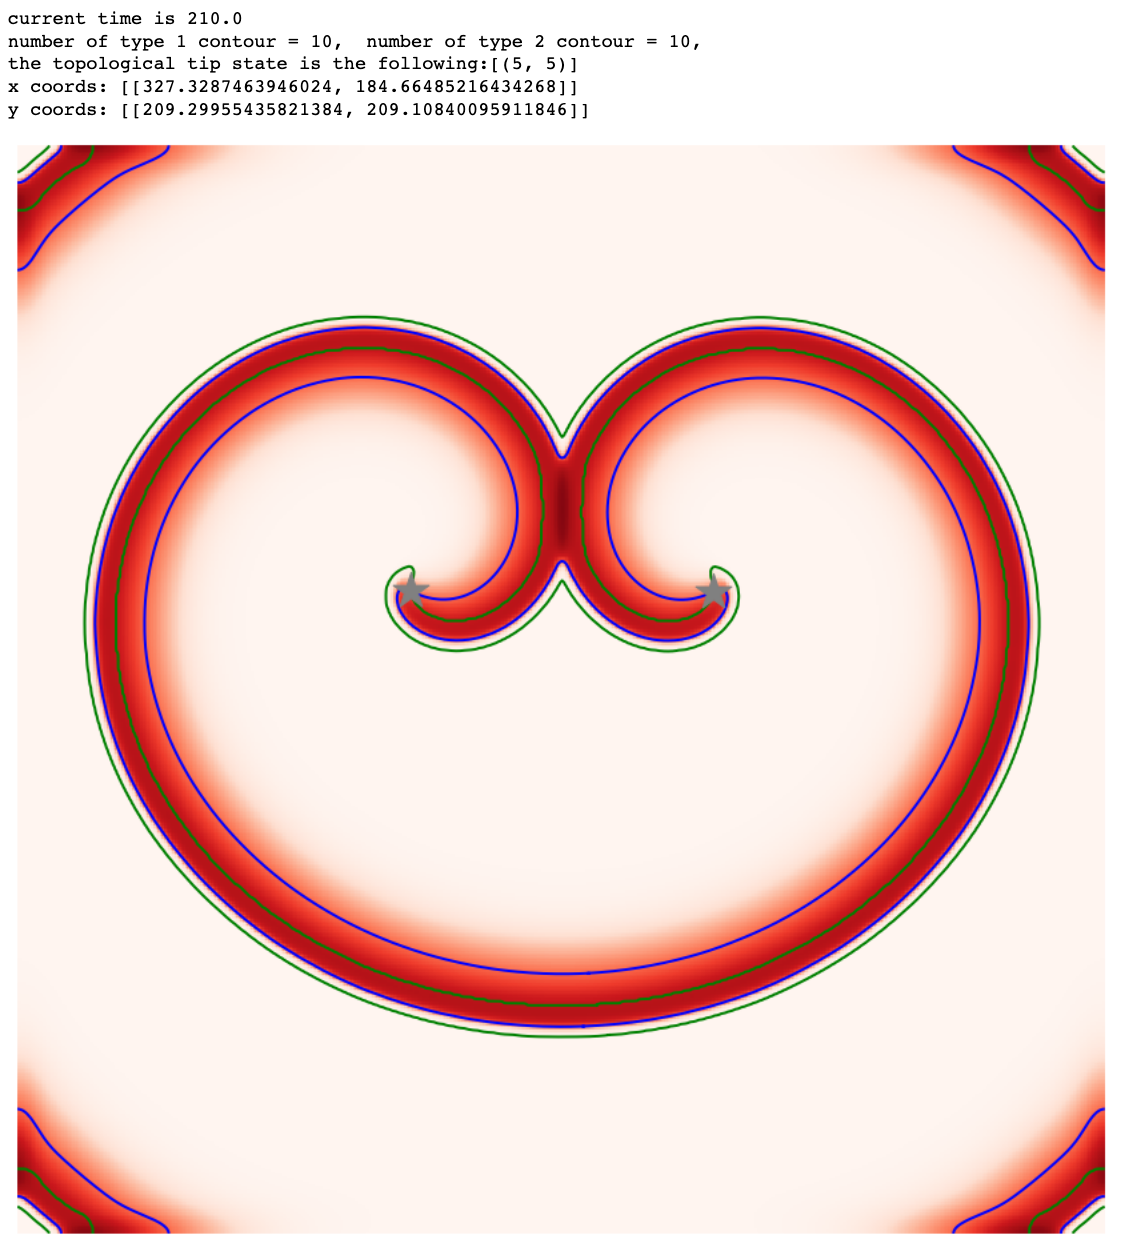 current time is 210.0
number of type 1 contour = 10,  number of type 2 contour = 10,
the topological tip state is the following:[(5, 5)]
x coords: [[327.3287463946024, 184.66485216434268]]
y coords: [[209.29955435821384, 209.10840095911846]]